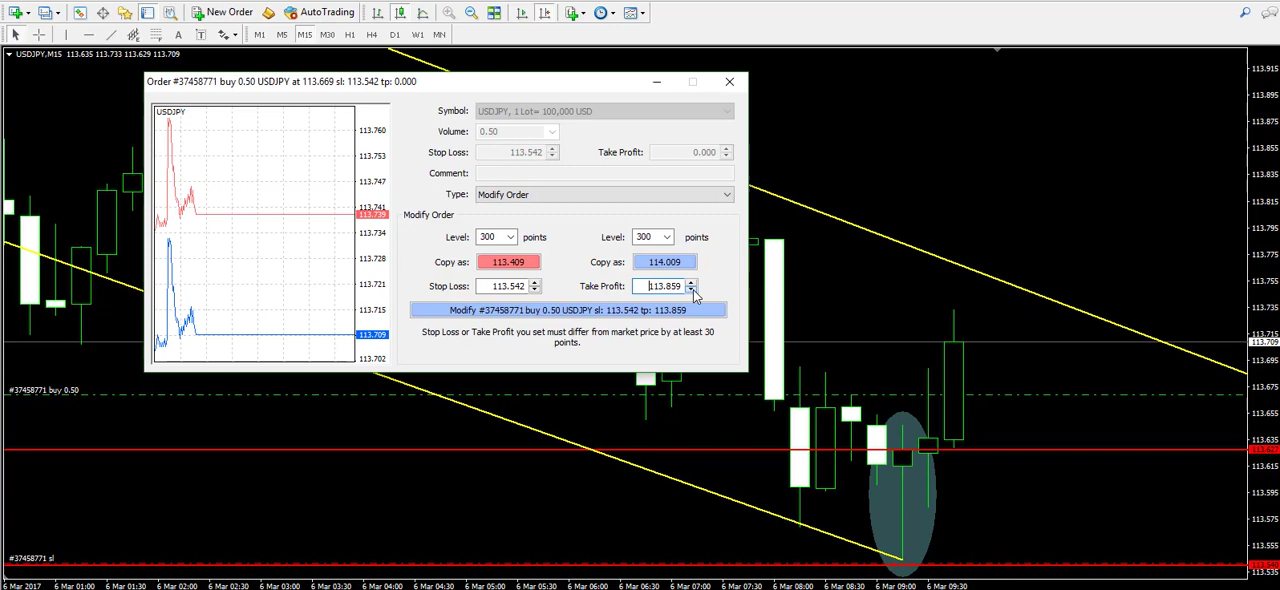 New Order
AutoTrading
A
T
M1 M5 M15 M30 H1 H4 D1 W1 MN
USDJPY,M15 113.635 113.733 113.629 113.709
Order #37458771 buy 0.50 USDJPY at 113.669 sl: 113.542 tp: 0.000
USDJPY
113.760
113.753
113.747
113.741
113.739
113.734
113.728
113.721
113.715
113.709
113.702
Symbol: USDJPY, 1 Lot= 100,000 USD
Volume: 0.50
Stop Loss: 113.542 Take Profit: 0.000
Comment:
Type: Modify Order
Modify Order
Level: 300 points Level: 300 points
Copy as: 113.409 Copy as: 114.009
Stop Loss: 113.542 Take Profit: 113.859
Modify #37458771 buy 0.50 USDJPY sl: 113.542 tp: 113.859
Stop Loss or Take Profit you set must differ from market price by at least 30
points.
#37458771 buy 0.50
#37458771 sl
113.915
113.895
113.875
113.855
113.835
113.815
113.795
113.775
113.755
113.735
113.709
113.695
113.675
113.655
113.635
113.615
113.595
113.575
113.555
113.535
6 Mar 2017 6 Mar 01:00 6 Mar 01:30 6 Mar 02:00 6 Mar 02:30 6 Mar 03:00 6 Mar 03:30 6 Mar 04:00 6 Mar 04:30 6 Mar 05:00 6 Mar 05:30 6 Mar 06:00 6 Mar 06:30 6 Mar 07:00 6 Mar 07:30 6 Mar 08:00 6 Mar 08:30 6 Mar 09:00 6 Mar 09:30